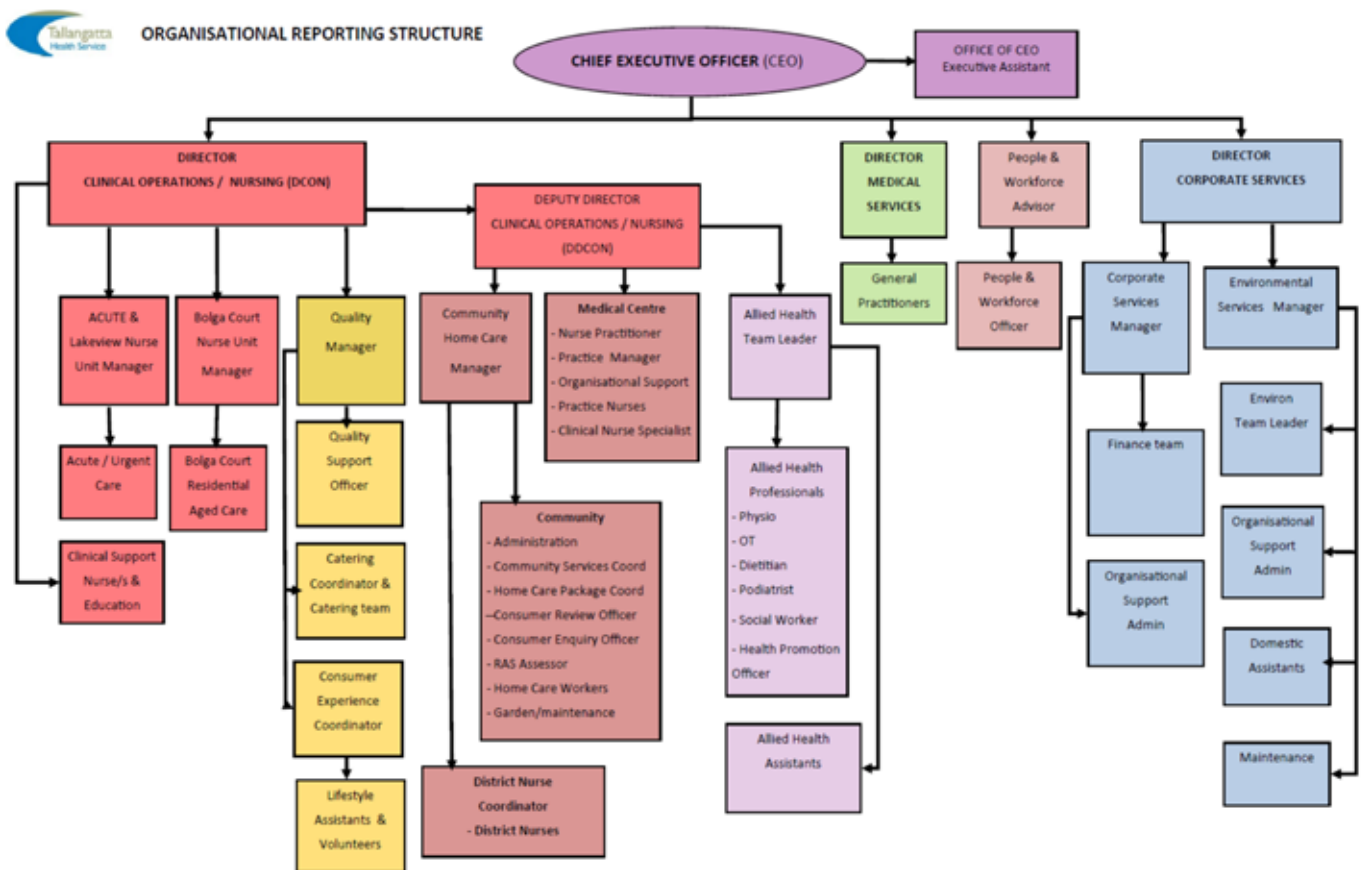 Tallangatta
Health Service
ORGANISATIONAL REPORTING STRUCTURE
CHIEF EXECUTIVE OFFICER (CEO)
OFFICE OF CEO
Executive Assistant
DIRECTOR
CLINICAL OPERATIONS / NURSING (DCON)
DEPUTY DIRECTOR
CLINICAL OPERATIONS / NURSING
(DDCON)
DIRECTOR
MEDICAL
SERVICES
People &
Workforce
Advisor
DIRECTOR
CORPORATE SERVICES
ACUTE &
Lakeview Nurse
Unit Manager
Bolga Court
Nurse Unit
Manager
Quality
Manager
Community
Home Care
Manager
Medical Centre
- Nurse Practitioner
- Practice Manager
- Organisational Support
- Practice Nurses
- Clinical Nurse Specialist
Allied Health
Team Leader
General
Practitioners
People &
Workforce
Officer
Corporate
Services
Manager
Environmental
Services Manager
Acute / Urgent
Care
Bolga Court
Residential
Aged Care
Quality
Support
Officer
Clinical Support
Nurse/s &
Education
Catering
Coordinator &
Catering team
Consumer
Experience
Coordinator
Lifestyle
Assistants &
Volunteers
Community
- Administration
- Community Services Coord
- Home Care Package Coord
–Consumer Review Officer
- Consumer Enquiry Officer
- RAS Assessor
- Home Care Workers
- Garden/maintenance
District Nurse
Coordinator
- District Nurses
Allied Health
Professionals
- Physio
- OT
- Dietitian
- Podiatrist
- Social Worker
- Health Promotion
Officer
Allied Health
Assistants
Finance team
Organisational
Support
Admin
Environ
Team Leader
Organisational
Support
Admin
Domestic
Assistants
Maintenance